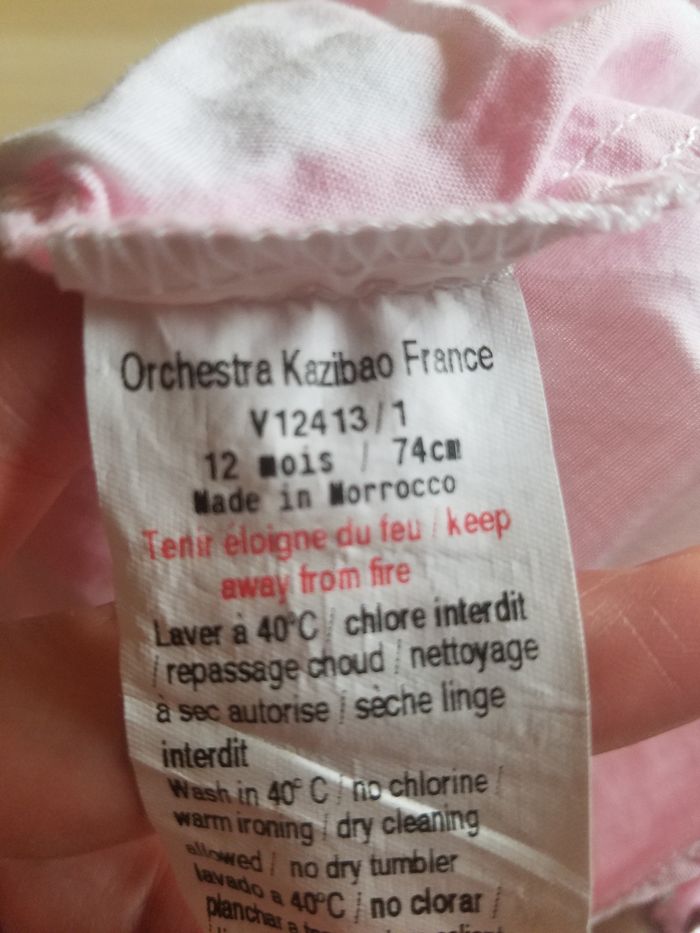 Orchestra Kazibao France
V12413/1
12 mois / 74cm
Made in Morrocco
Tenir éloigne du feu / keep
away from fire
Laver à 40°C / chlore interdit
/ repassage choud / nettoyage
à sec autorise / sèche linge
interdit
Wash in 40° C / no chlorine /
warm ironing / dry cleaning
allowed / no dry tumbler
lavado a 40°C / no clorar /
planchar a